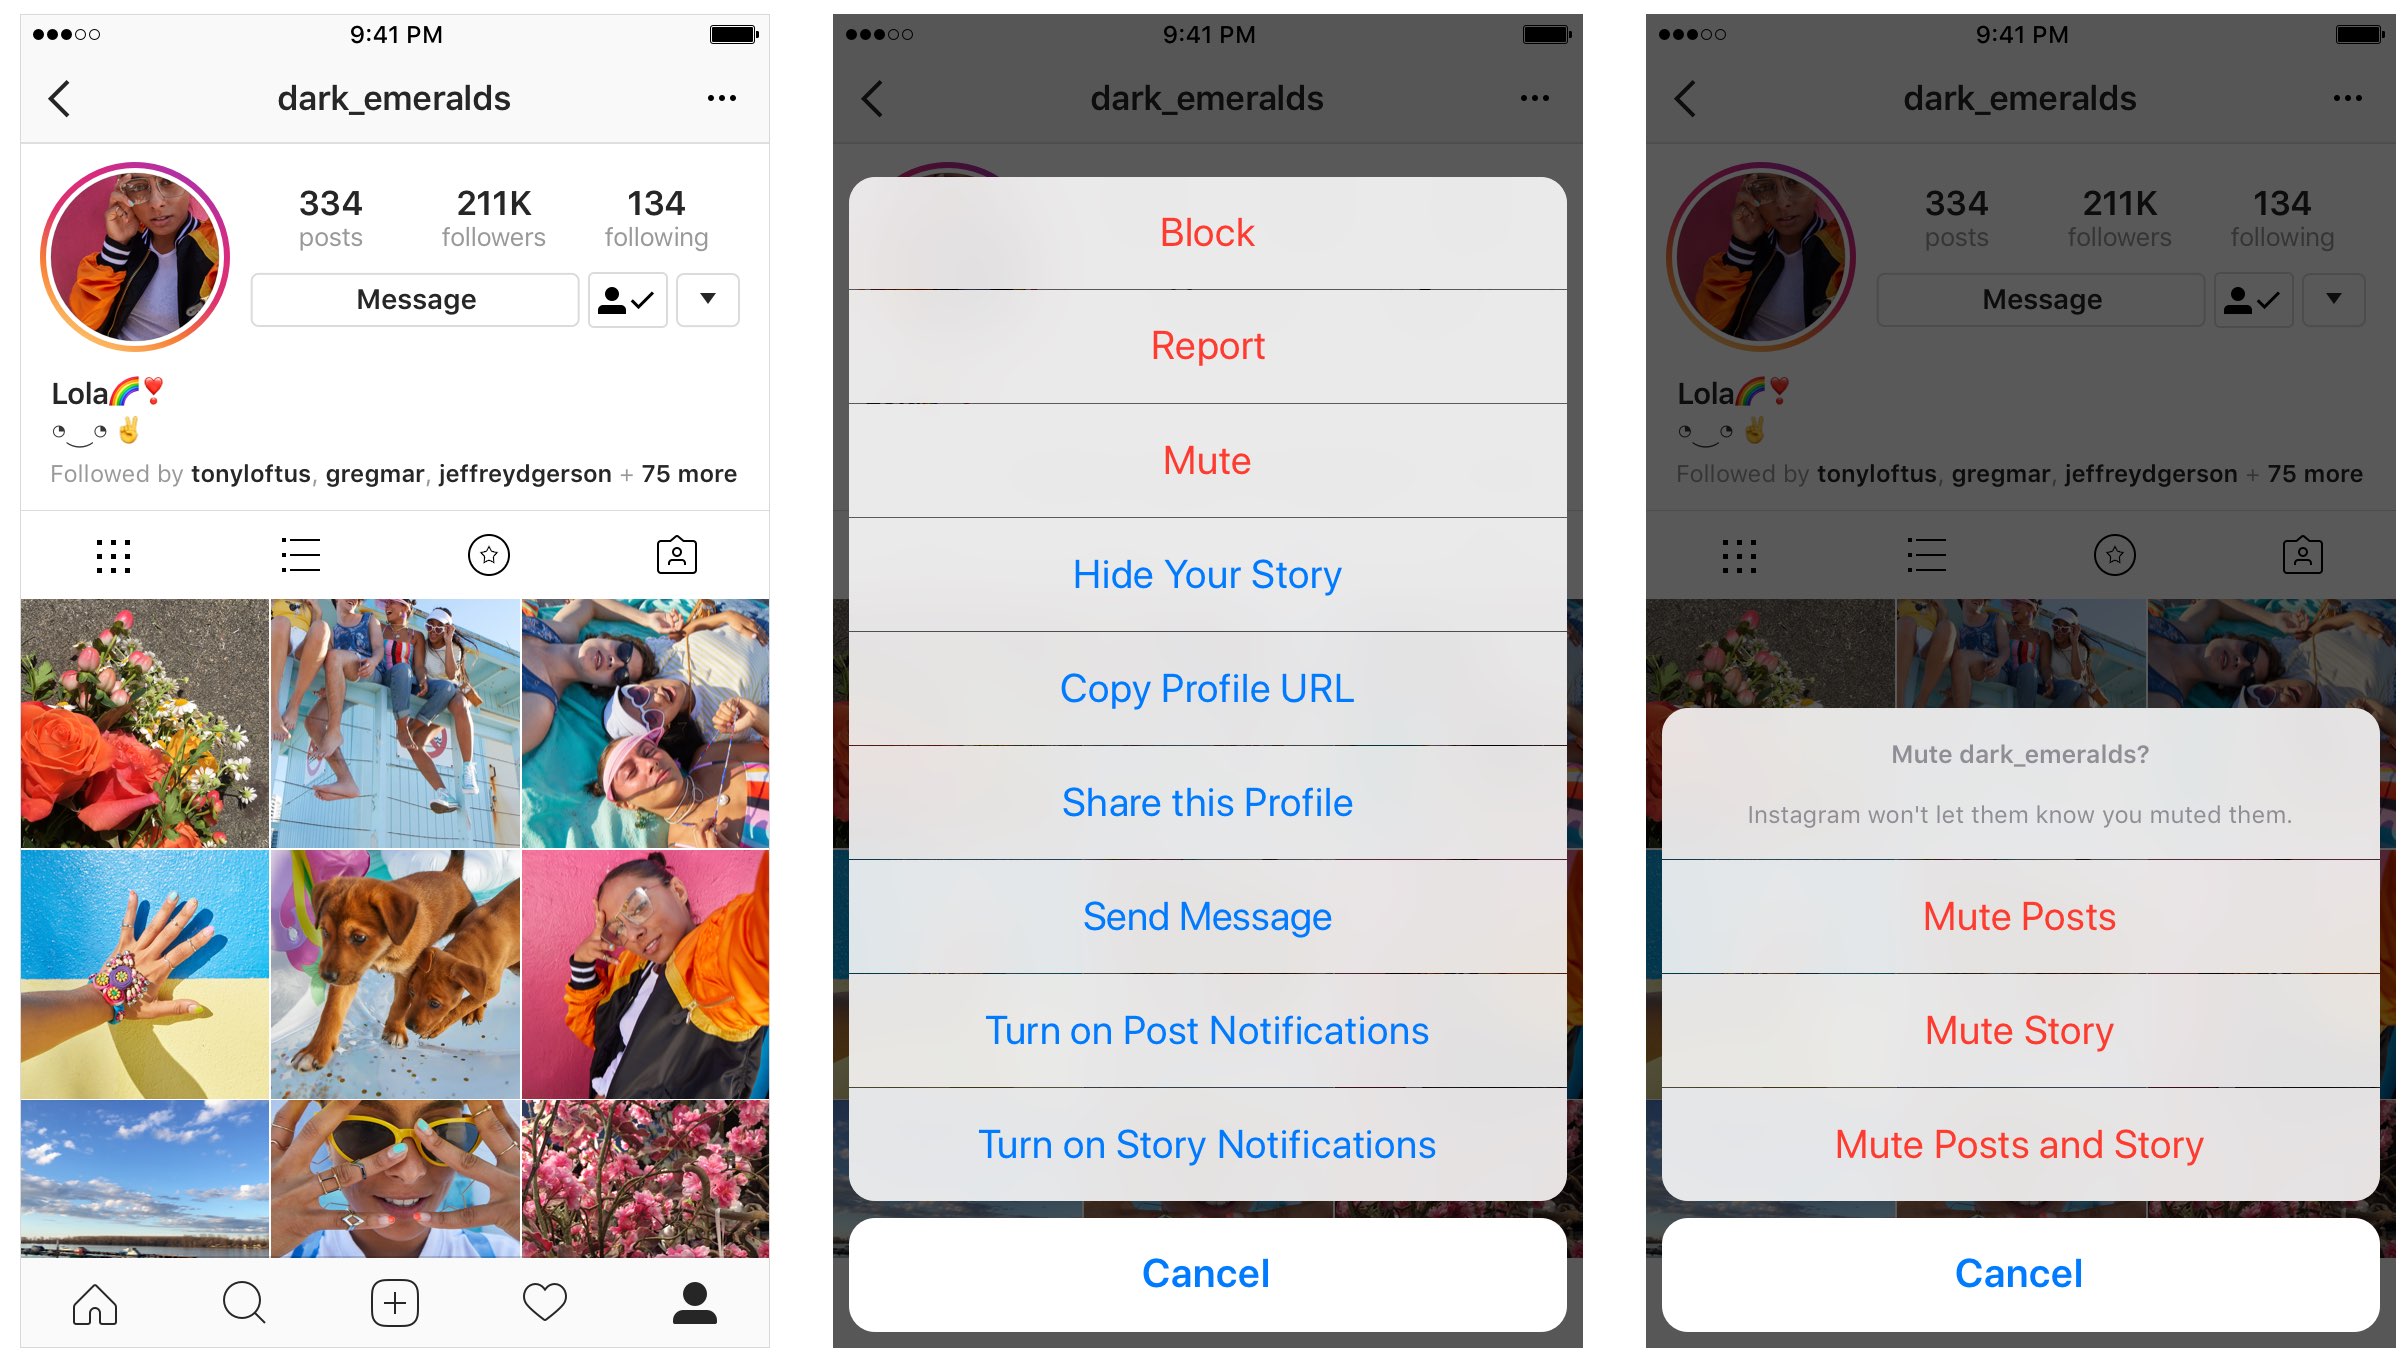 9:41 PM
dark_emeralds
334 211K 134
posts followers following
Message
Lola🌈❣️
◔‿◔ ✌️
Followed by tonyloftus, gregmar, jeffreydgerson + 75 more
9:41 PM
dark_emeralds
Block
Report
Mute
Hide Your Story
Copy Profile URL
Share this Profile
Send Message
Turn on Post Notifications
Turn on Story Notifications
Cancel
9:41 PM
dark_emeralds
334 211K 134
posts followers following
Message
Lola🌈❣️
◔‿◔ ✌️
Followed by tonyloftus, gregmar, jeffreydgerson + 75 more
Mute dark_emeralds?
Instagram won't let them know you muted them.
Mute Posts
Mute Story
Mute Posts and Story
Cancel